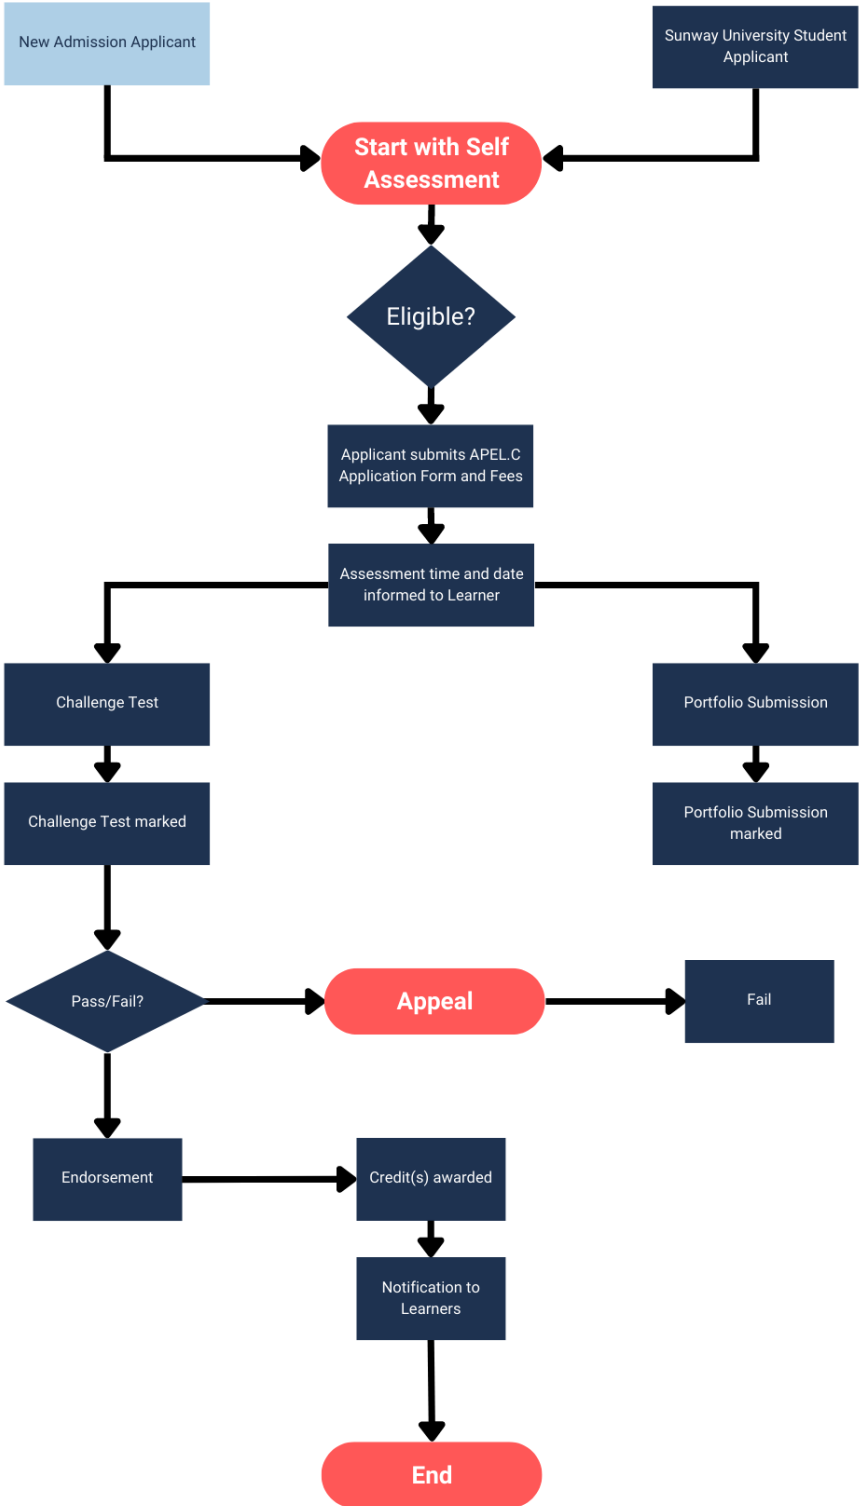 New Admission Applicant
Sunway University Student
Applicant
Start with Self
Assessment
Eligible?
Applicant submits APEL.C
Application Form and Fees
Assessment time and date
informed to Learner
Challenge Test
Portfolio Submission
Challenge Test marked
Portfolio Submission
marked
Pass/Fail?
Appeal
Fail
Endorsement
Credit(s) awarded
Notification to
Learners
End